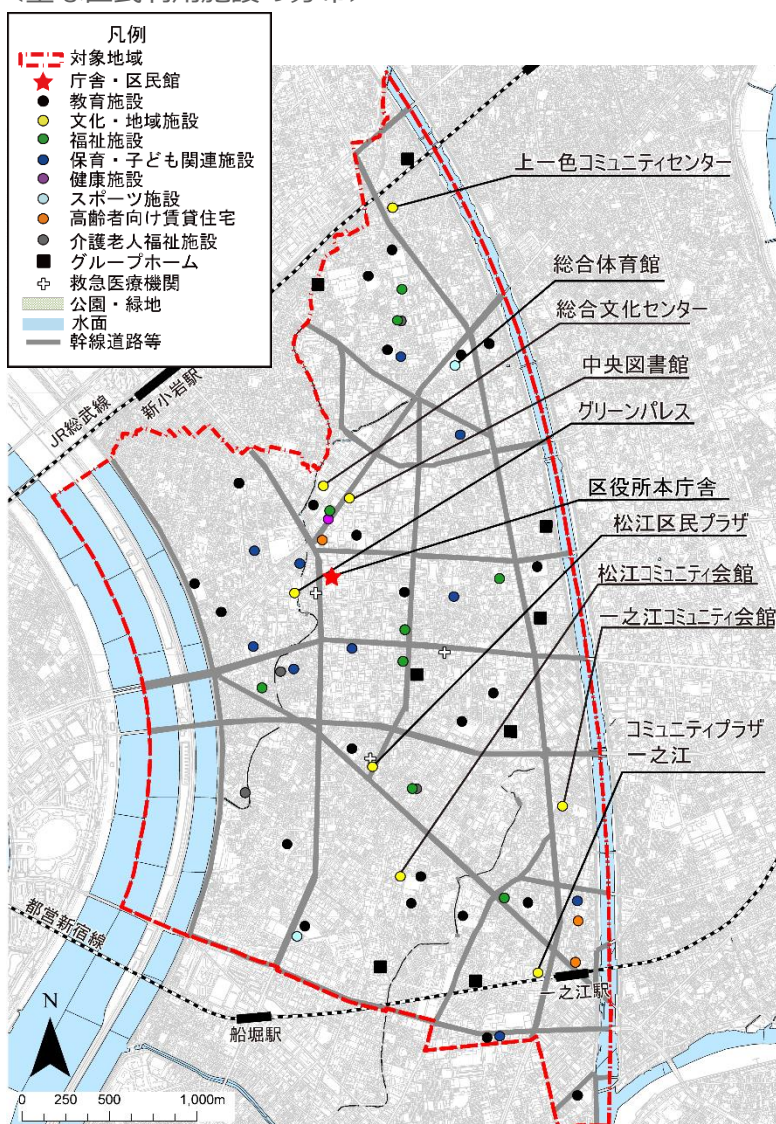 凡例
対象地域
庁舎・区民館
教育施設
文化・地域施設
福祉施設
保育・子ども関連施設
健康施設
スポーツ施設
高齢者向け賃貸住宅
介護老人福祉施設
グループホーム
救急医療機関
公園・緑地
水面
幹線道路等
上一色コミュニティセンター
総合体育館
総合文化センター
中央図書館
グリーンパレス
区役所本庁舎
松江区民プラザ
松江コミュニティ会館
一之江コミュニティ会館
コミュニティプラザ
一之江
JR総武線
新小岩駅
都営新宿線
船堀駅
一之江駅
N
0 250 500 1,000m